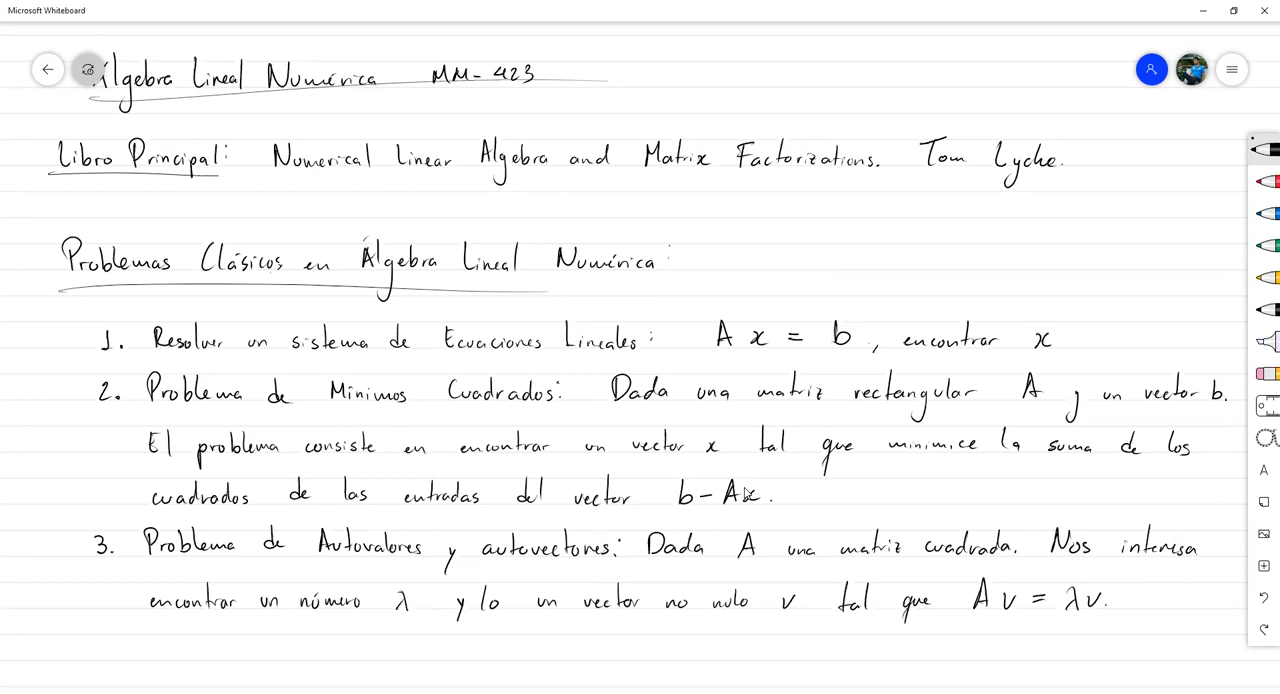 Microsoft Whiteboard
Álgebra Lineal Numérica MM-423
Libro Principal: Numerical Linear Algebra and Matrix Factorizations. Tom Lyche.
Problemas Clásicos en Álgebra Lineal Numérica:
1. Resolver un sistema de Ecuaciones Lineales: A x = b, encontrar x
2. Problema de Mínimos Cuadrados: Dada una matriz rectangular A y un vector b.
El problema consiste en encontrar un vector x tal que minimice la suma de los
cuadrados de las entradas del vector b - Ax.
3. Problema de Autovalores y autovectores: Dada A una matriz cuadrada. Nos interesa
encontrar un número λ y/o un vector no nulo v tal que A v = λv.
A